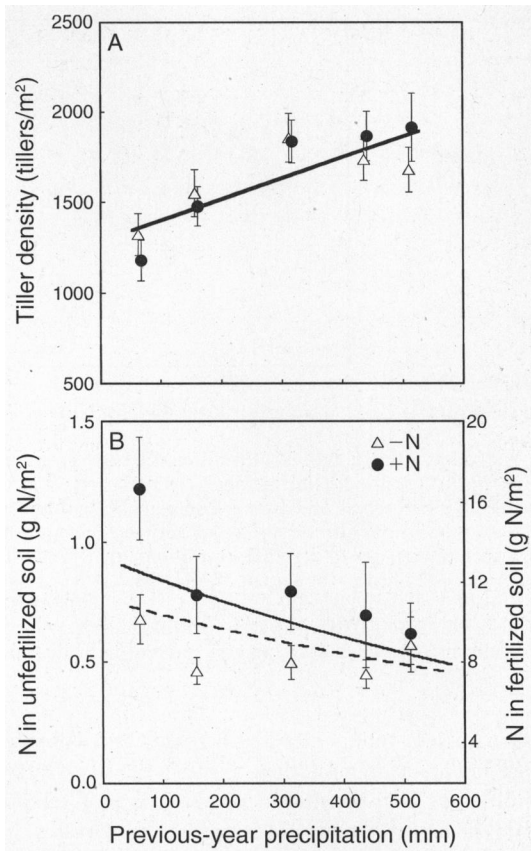 A
Tiller density (tillers/m²)
2500
2000
1500
1000
500
B
△ −N
● +N
N in unfertilized soil (g N/m²)
1.5
1.0
0.5
0.0
N in fertilized soil (g N/m²)
20
16
12
8
4
0 100 200 300 400 500 600
Previous-year precipitation (mm)